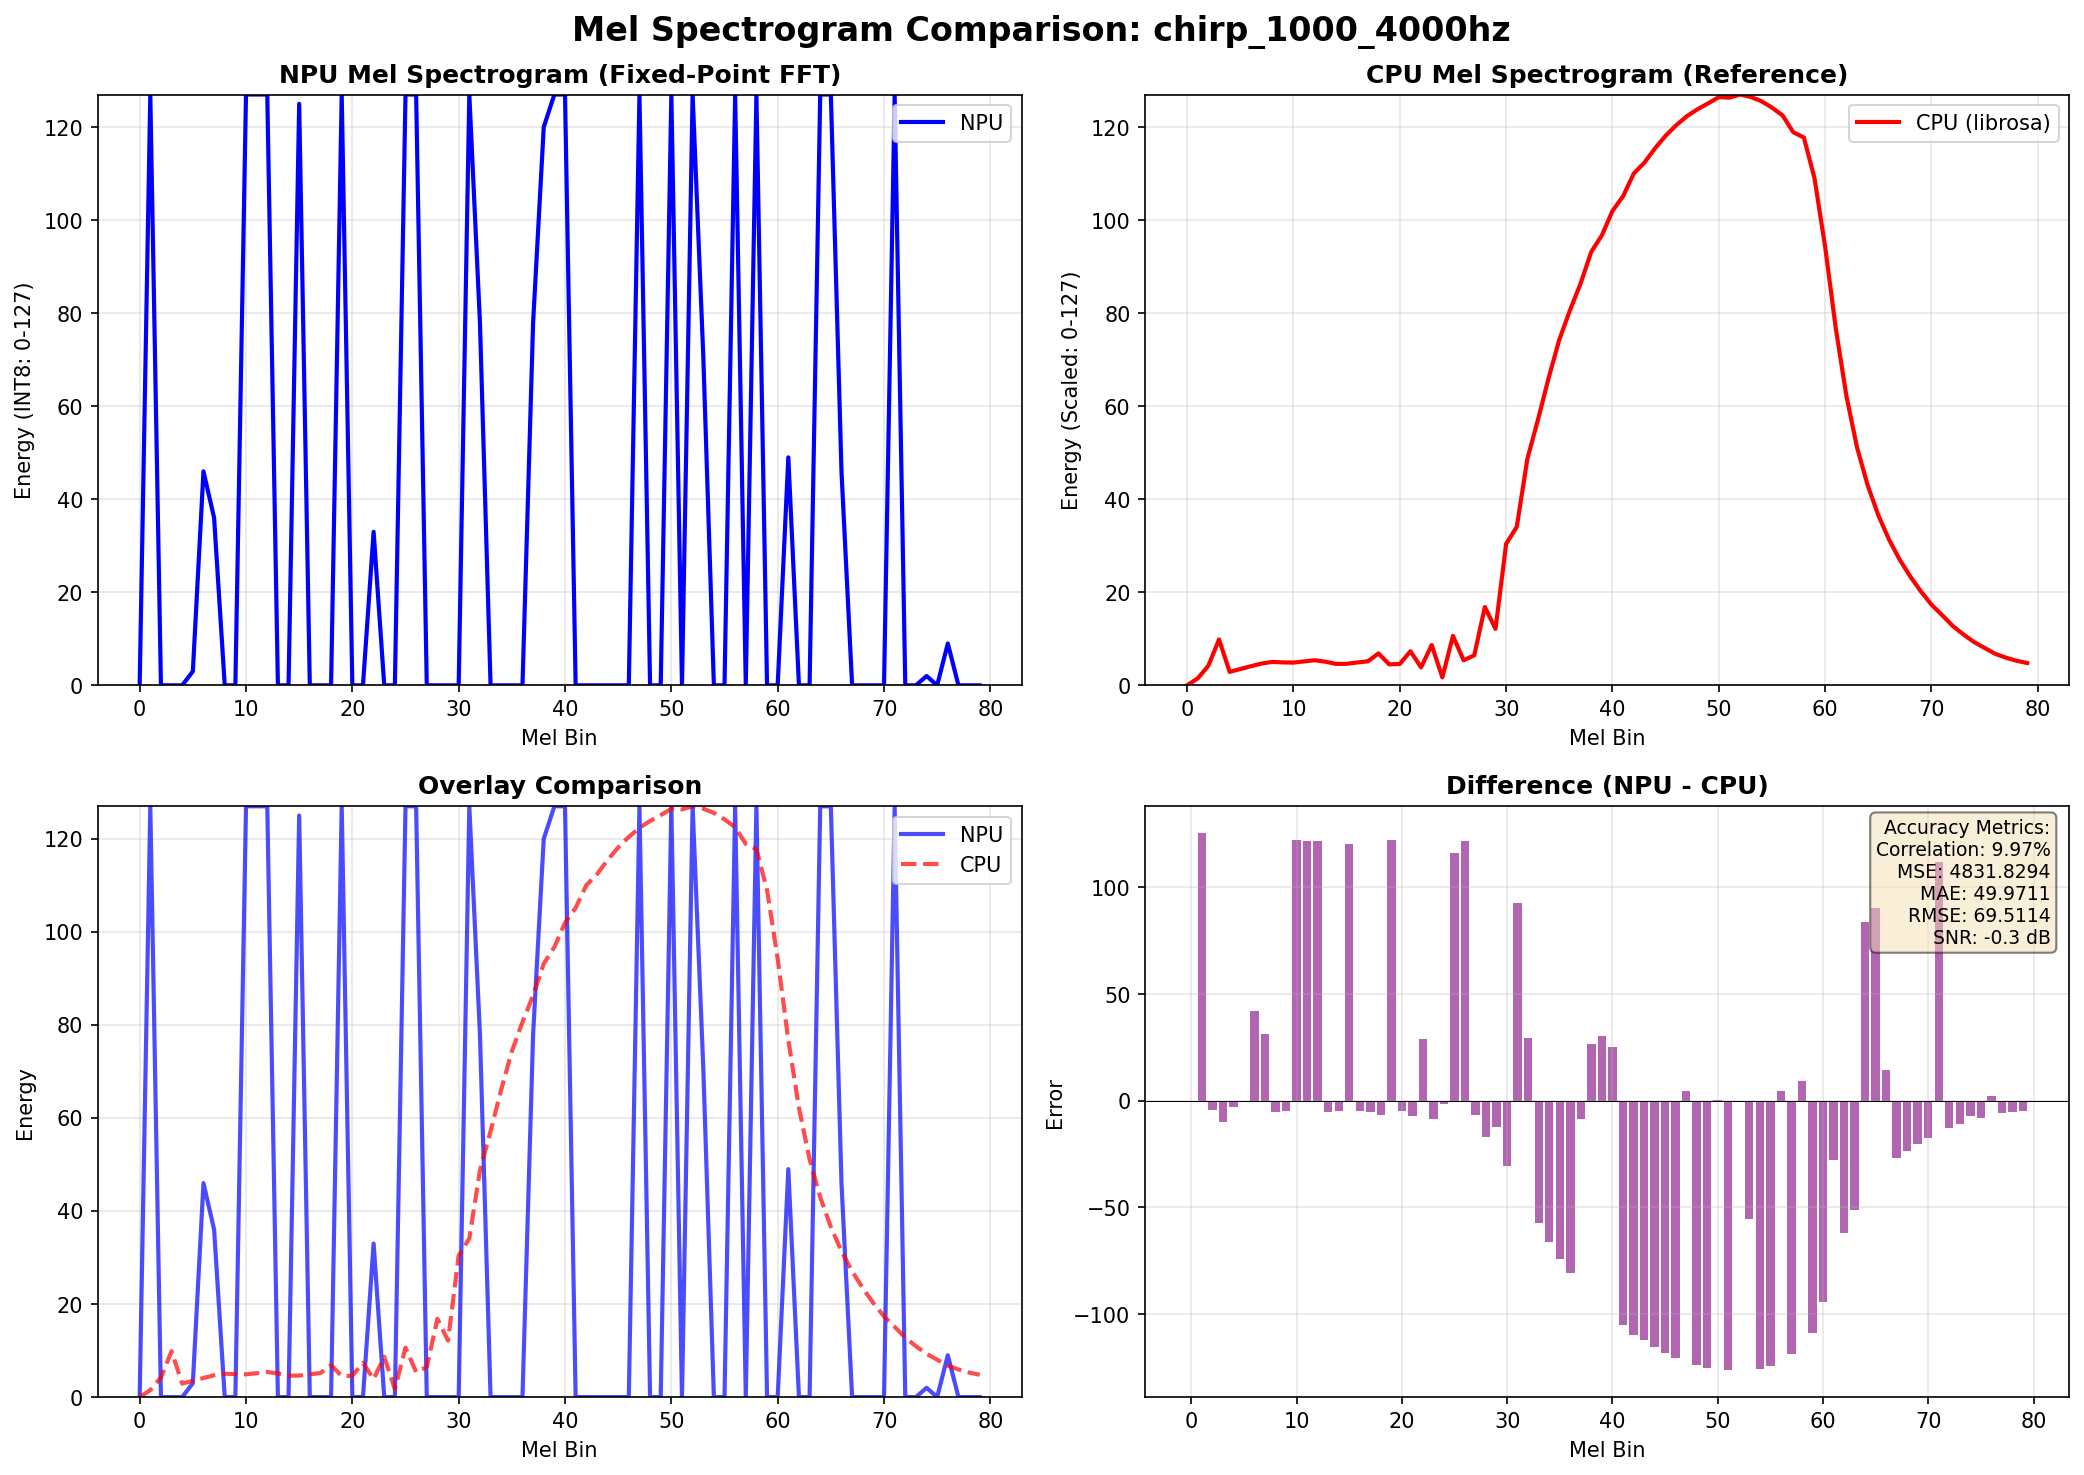 Mel Spectrogram Comparison: chirp_1000_4000hz
NPU Mel Spectrogram (Fixed-Point FFT)
Energy (INT8: 0-127)
120
100
80
60
40
20
0
NPU
0 10 20 30 40 50 60 70 80
Mel Bin
CPU Mel Spectrogram (Reference)
Energy (Scaled: 0-127)
120
100
80
60
40
20
0
CPU (librosa)
0 10 20 30 40 50 60 70 80
Mel Bin
Overlay Comparison
Energy
120
100
80
60
40
20
0
NPU
CPU
0 10 20 30 40 50 60 70 80
Mel Bin
Difference (NPU - CPU)
Error
100
50
0
−50
−100
Accuracy Metrics:
Correlation: 9.97%
MSE: 4831.8294
MAE: 49.9711
RMSE: 69.5114
SNR: -0.3 dB
0 10 20 30 40 50 60 70 80
Mel Bin